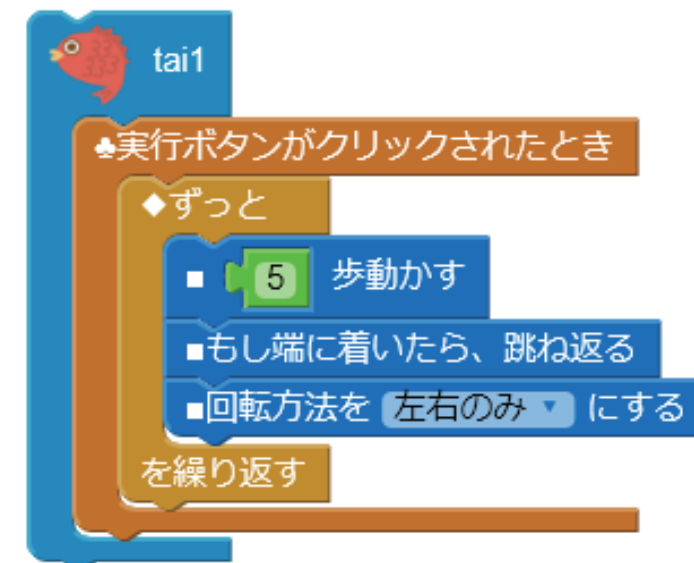 tai1
♣実行ボタンがクリックされたとき
◆ずっと
■ 5 歩動かす
■もし端に着いたら、跳ね返る
■回転方法を 左右のみ ▼ にする
を繰り返す